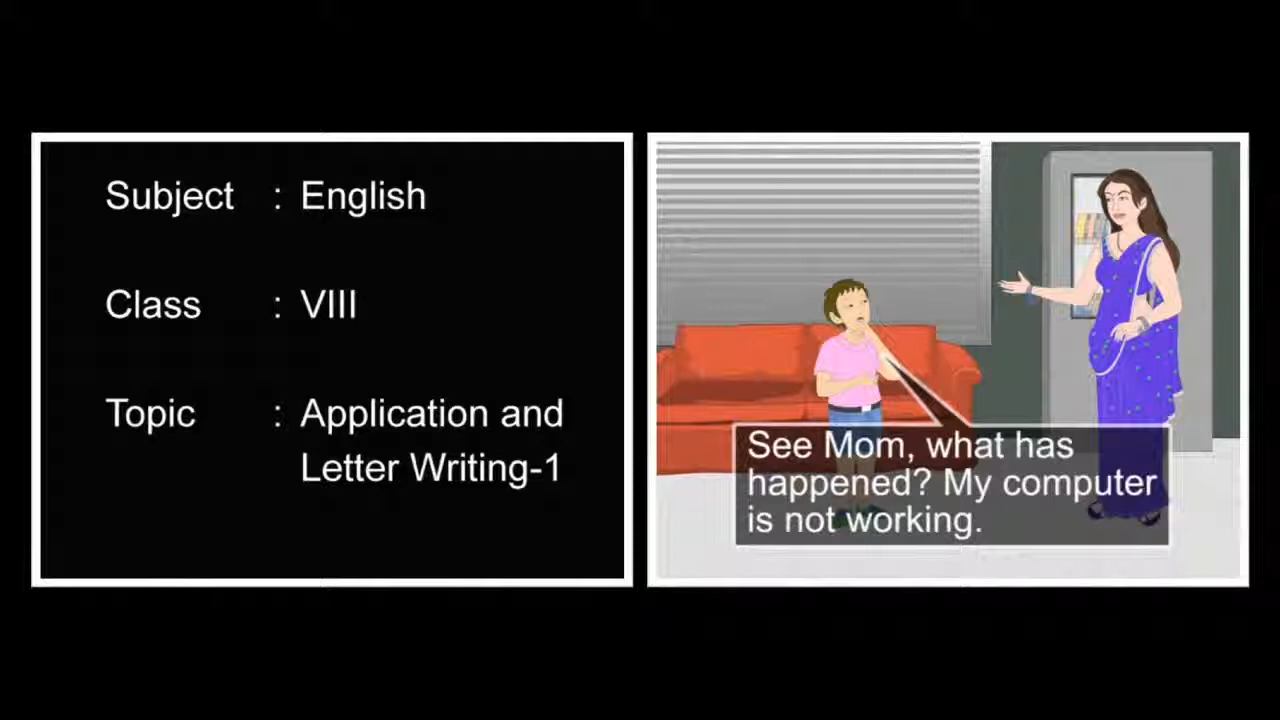 Subject : English
Class : VIII
Topic : Application and
Letter Writing-1
See Mom, what has
happened? My computer
is not working.